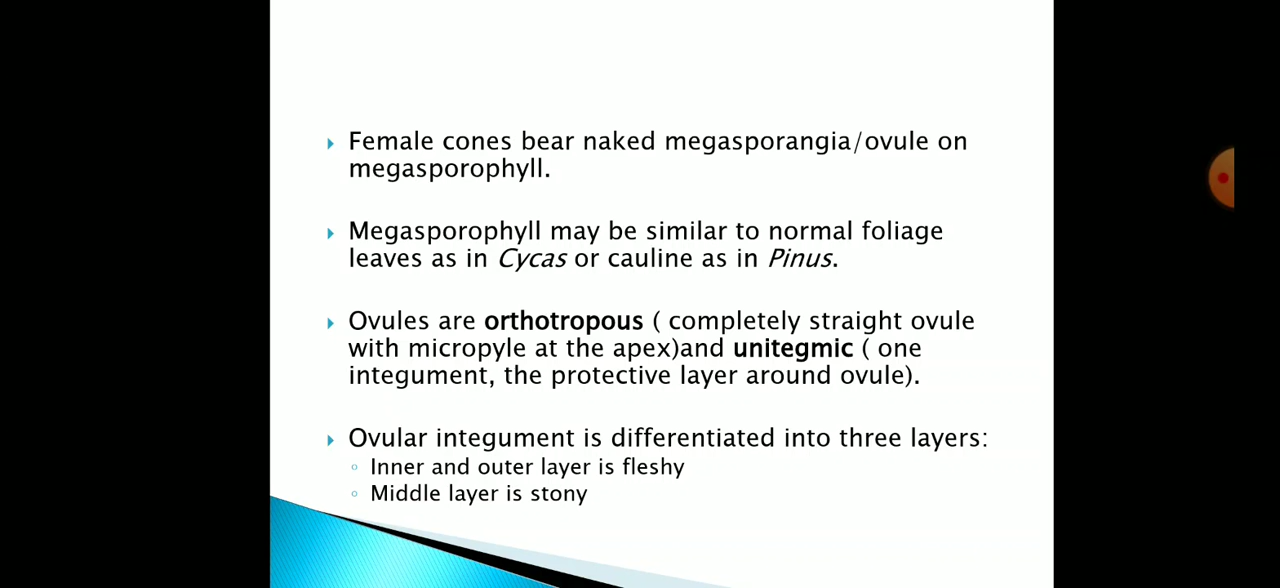 Female cones bear naked megasporangia/ovule on
megasporophyll.
Megasporophyll may be similar to normal foliage
leaves as in Cycas or cauline as in Pinus.
Ovules are orthotropous ( completely straight ovule
with micropyle at the apex)and unitegmic ( one
integument, the protective layer around ovule).
Ovular integument is differentiated into three layers:
Inner and outer layer is fleshy
Middle layer is stony